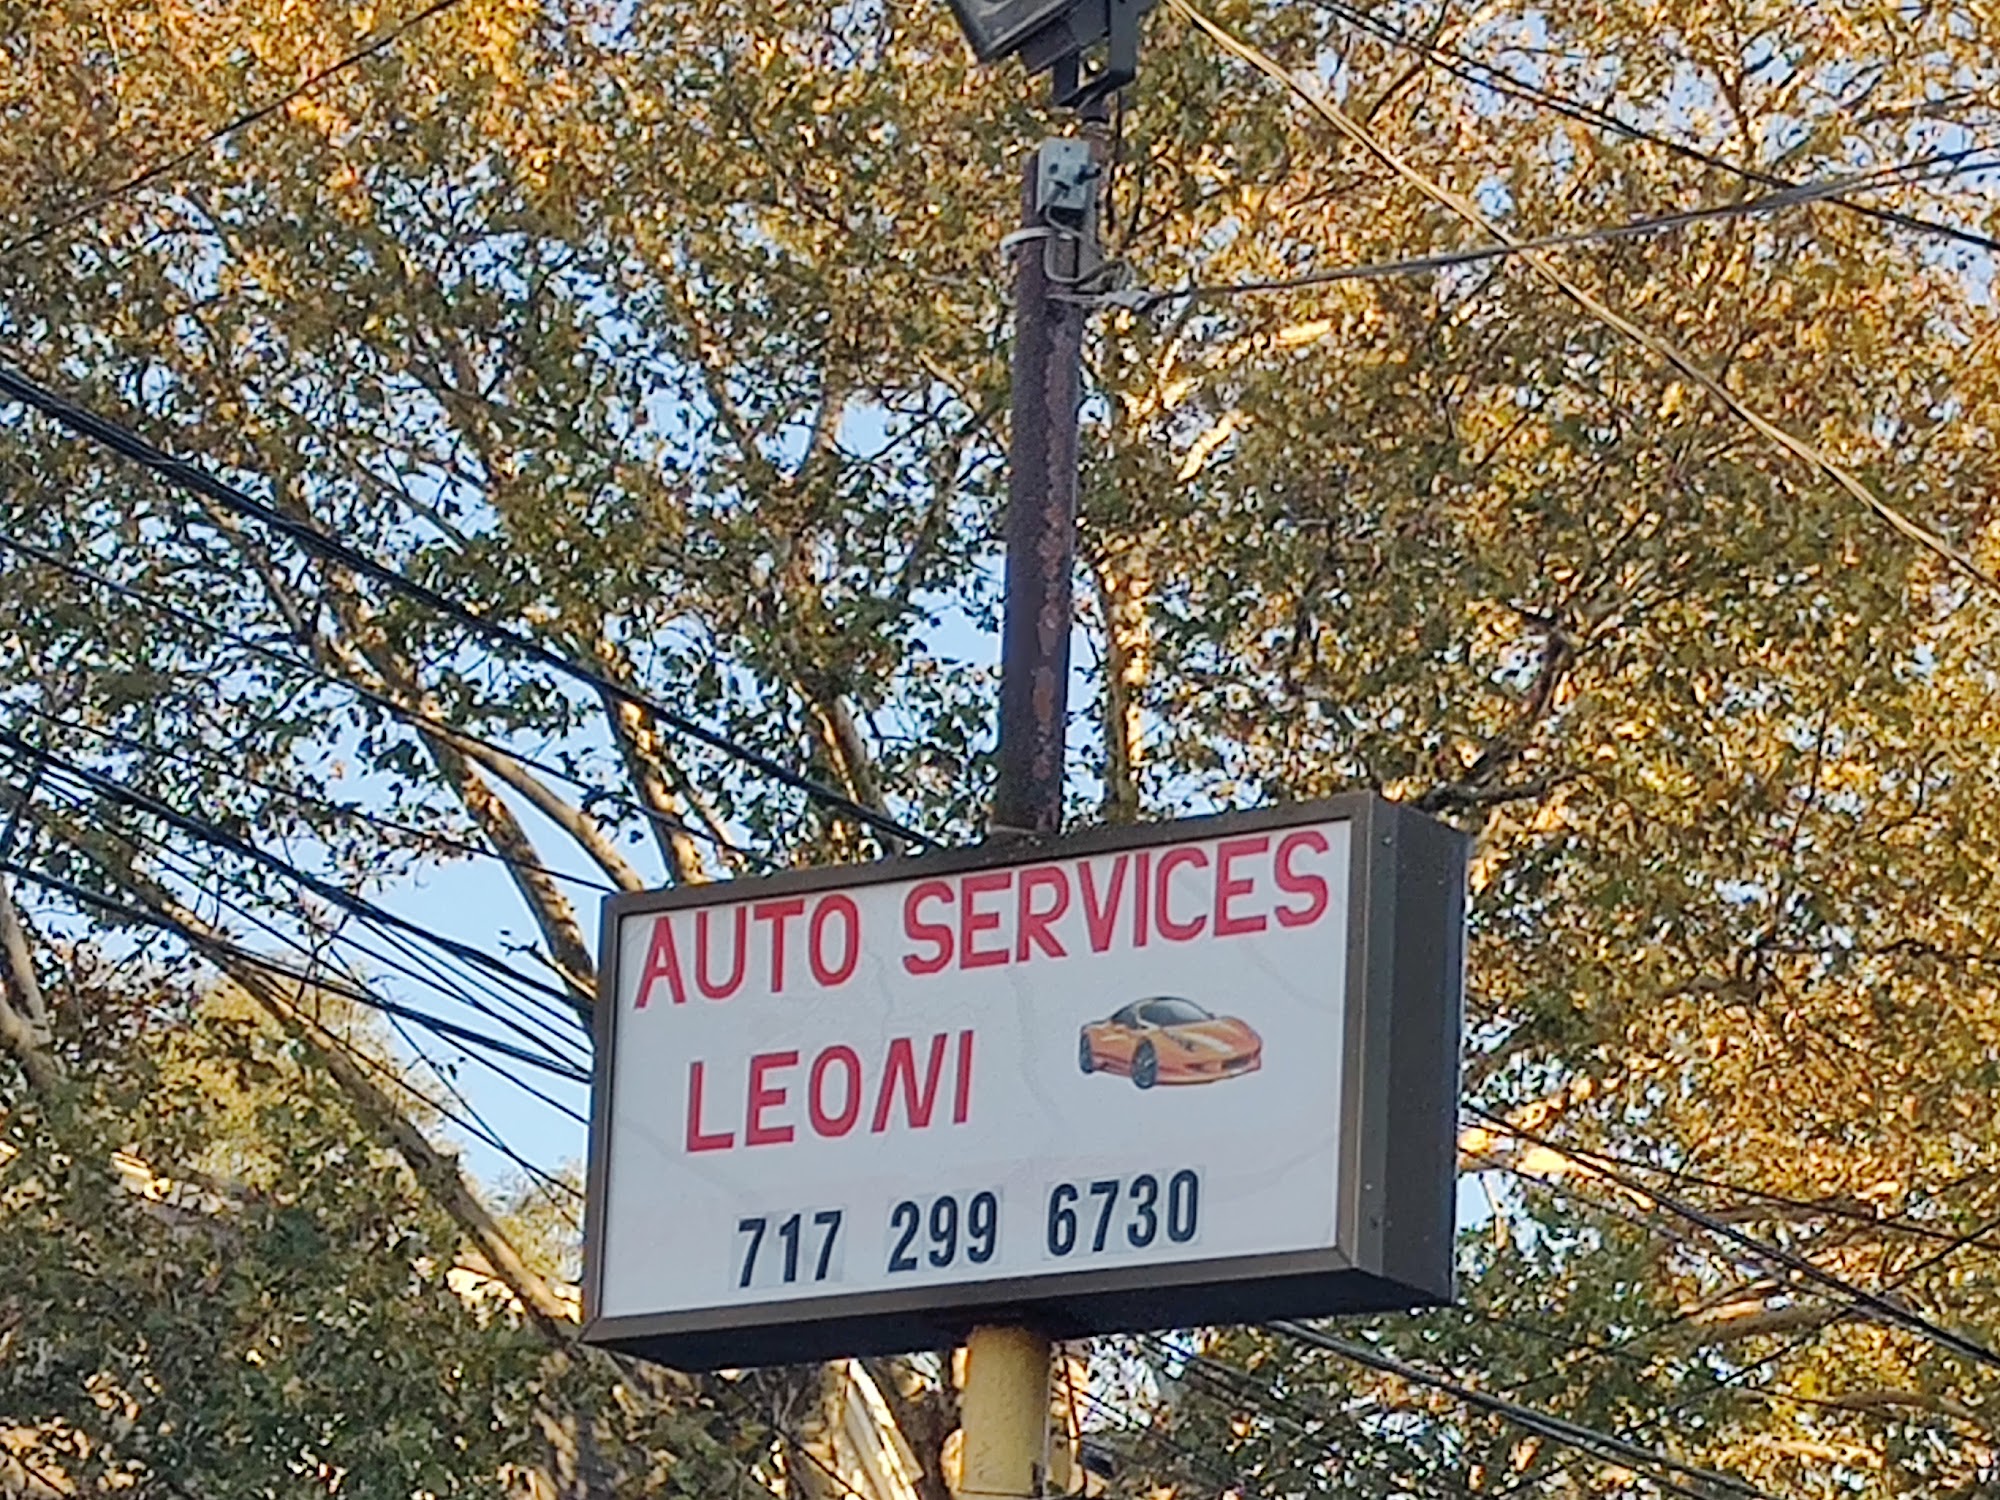 AUTO SERVICES
LEONI
717 299 6730